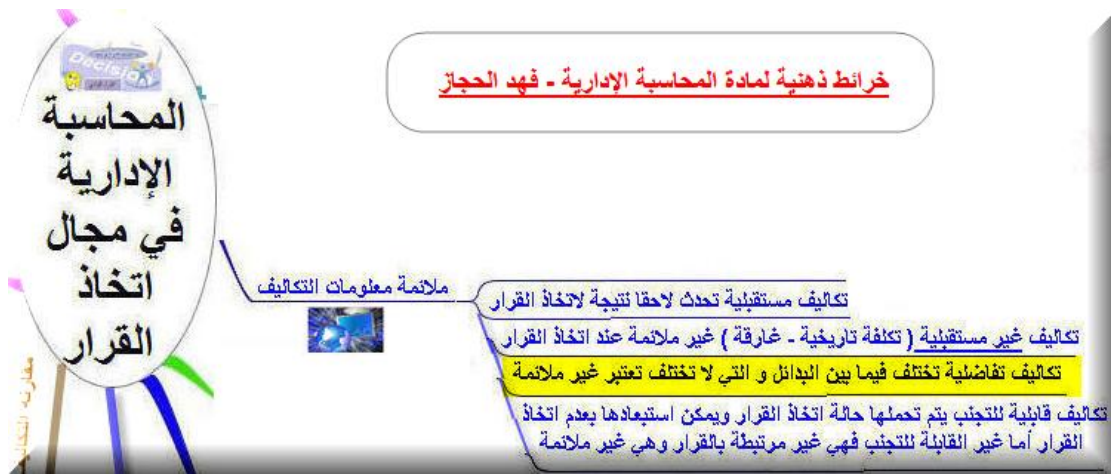 خرائط ذهنية لمادة المحاسبة الإدارية - فهد الحجاز
Decision
المحاسبة
الإدارية
في مجال
اتخاذ
القرار
ملائمة معلومات التكاليف
تكاليف مستقبلية تحدث لاحقا نتيجة لاتخاذ القرار
تكاليف غير مستقبلية ( تكلفة تاريخية - غارقة ) غير ملائمة عند اتخاذ القرار
تكاليف تفاضلية تختلف فيما بين البدائل و التي لا تختلف تعتبر غير ملائمة
تكاليف قابلية للتجنب يتم تحملها حالة اتخاذ القرار ويمكن استبعادها بعدم اتخاذ
القرار أما غير القابلة للتجنب فهي غير مرتبطة بالقرار وهي غير ملائمة
مقارنة